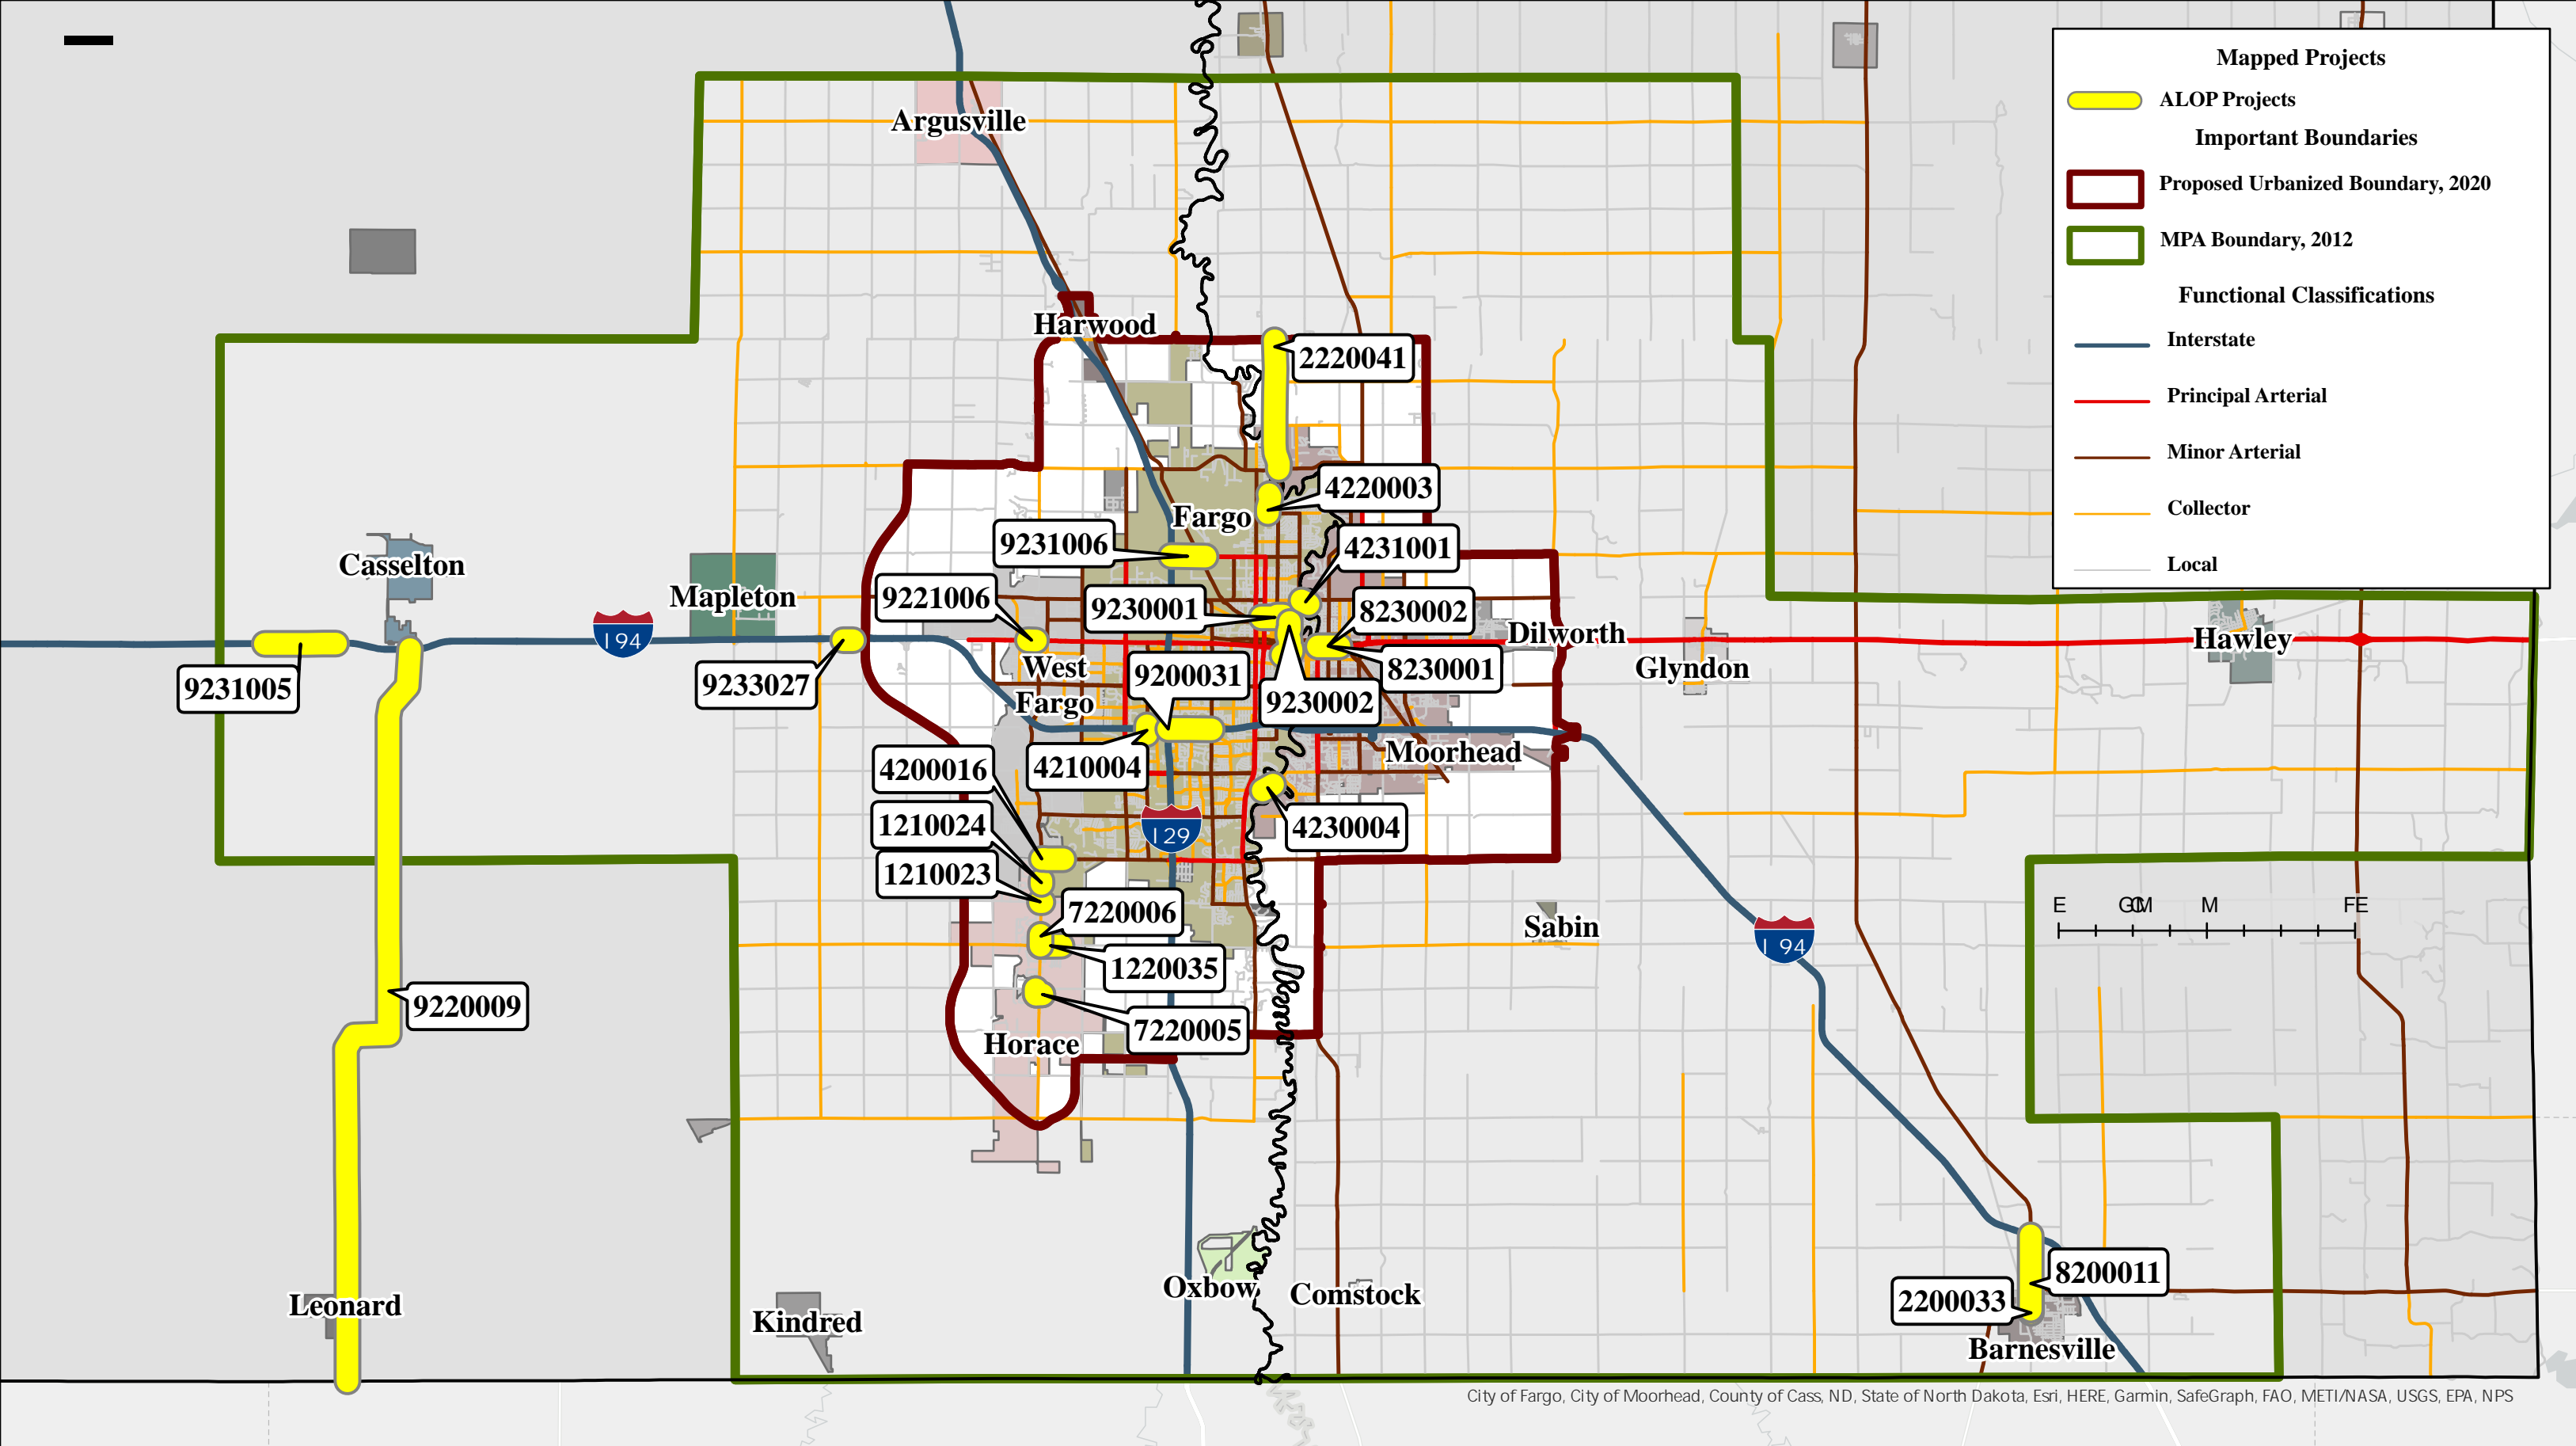 Mapped Projects
ALOP Projects
Important Boundaries
Proposed Urbanized Boundary, 2020
MPA Boundary, 2012
Functional Classifications
Interstate
Principal Arterial
Minor Arterial
Collector
Local
Argusville
Harwood
2220041
4220003
Fargo
9231006
4231001
Casselton
Mapleton
9221006
9230001
8230002
I 94
Dilworth
Hawley
9231005
9233027
West
Fargo
9200031
9230002
8230001
Glyndon
4200016
4210004
Moorhead
1210024
I 29
4230004
1210023
7220006
Sabin
I 94
E
M
FE
1220035
9220009
7220005
Horace
Leonard
Kindred
Oxbow
Comstock
8200011
2200033
Barnesville
City of Fargo, City of Moorhead, County of Cass, ND, State of North Dakota, Esri, HERE, Garmin, SafeGraph, FAO, METI/NASA, USGS, EPA, NPS